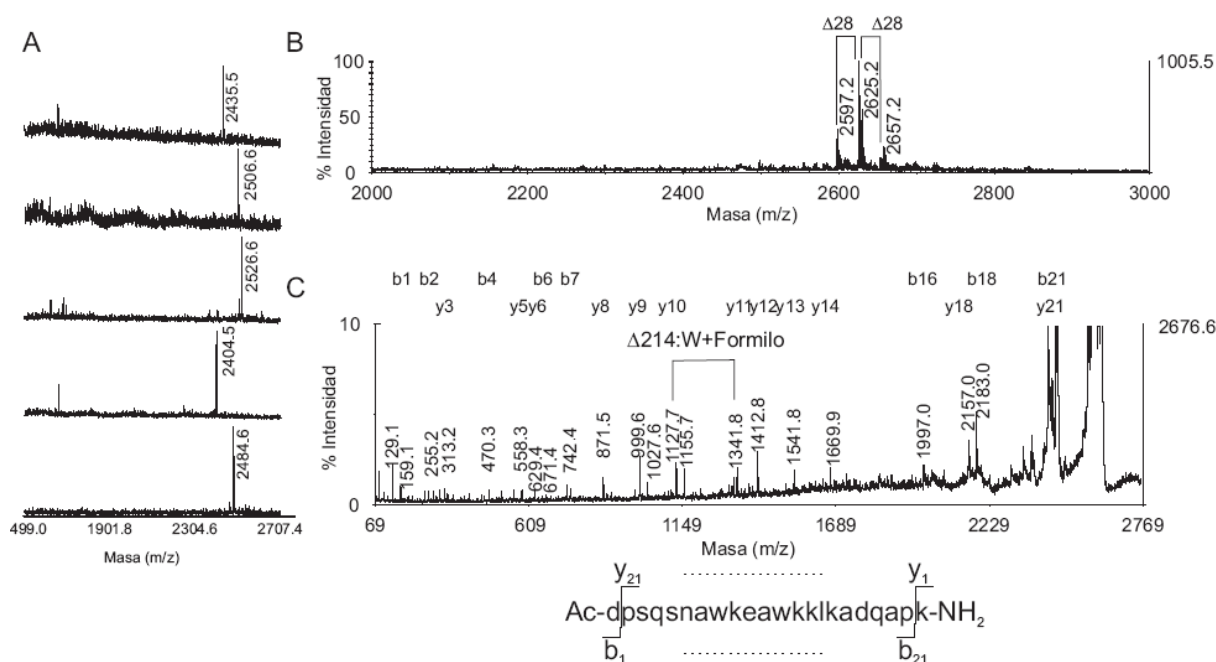 A
2435.5
2506.6
2526.6
2404.5
2484.6
499.0 1901.8 2304.6 2707.4
Masa (m/z)
B
Δ28 Δ28
100
50
0
% Intensidad
1005.5
2597.2
2625.2
2657.2
2000 2200 2400 2600 2800 3000
Masa (m/z)
C
b1 b2 b4 b6 b7 b16 b18 b21
y3 y5y6 y8 y9 y10 y11y12y13 y14 y18 y21
Δ214:W+Formilo
10
0
% Intensidad
2676.6
129.1
159.1
255.2
313.2
470.3
558.3
629.4
671.4
742.4
871.5
999.6
1027.6
1127.7
1155.7
1341.8
1412.8
1541.8
1669.9
1997.0
2157.0
2183.0
69 609 1149 1689 2229 2769
Masa (m/z)
y21 y1
Ac-dpsqsnawkeawkklkadqapk-NH2
b1 b21